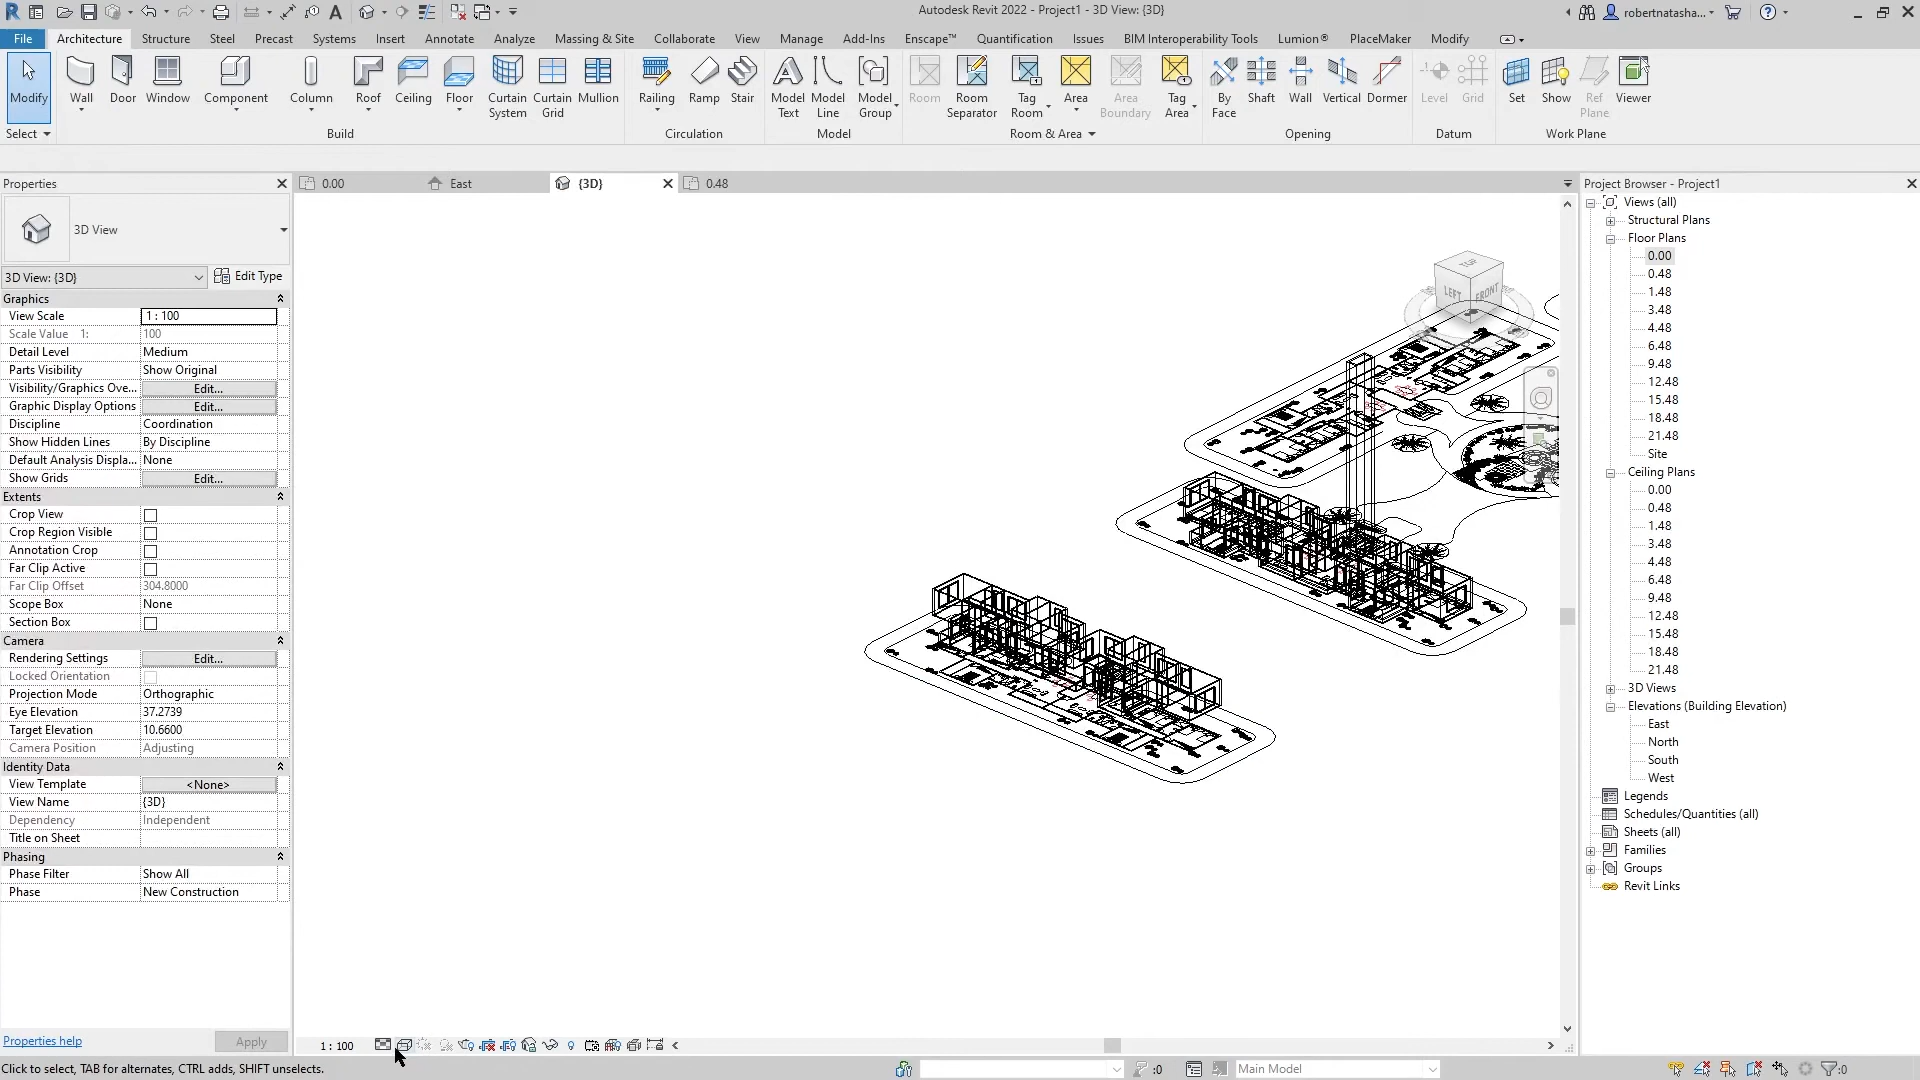 Autodesk Revit 2022 - Project1 - 3D View: {3D}
robertnatasha...
File Architecture Structure Steel Precast Systems Insert Annotate Analyze Massing & Site Collaborate View Manage Add-Ins Enscape™ Quantification Issues BIM Interoperability Tools Lumion® PlaceMaker Modify
Modify Wall Door Window Component Column Roof Ceiling Floor Curtain System Curtain Grid Mullion Railing Ramp Stair Model Text Model Line Model Group Room Room Separator Tag Room Area Area Boundary Tag Area By Face Shaft Wall Vertical Dormer Level Grid Set Show Ref Plane Viewer
Select Build Circulation Model Room & Area Opening Datum Work Plane
Properties
0.00 East {3D} 0.48
Project Browser - Project1
3D View
3D View: {3D} Edit Type
Graphics
View Scale 1 : 100
Scale Value 1: 100
Detail Level Medium
Parts Visibility Show Original
Visibility/Graphics Ove... Edit...
Graphic Display Options Edit...
Discipline Coordination
Show Hidden Lines By Discipline
Default Analysis Displa... None
Show Grids Edit...
Extents
Crop View
Crop Region Visible
Annotation Crop
Far Clip Active
Far Clip Offset 304.8000
Scope Box None
Section Box
Camera
Rendering Settings Edit...
Locked Orientation
Projection Mode Orthographic
Eye Elevation 37.2739
Target Elevation 10.6600
Camera Position Adjusting
Identity Data
View Template <None>
View Name {3D}
Dependency Independent
Title on Sheet
Phasing
Phase Filter Show All
Phase New Construction
Properties help Apply
TOP
LEFT FRONT
Views (all)
Structural Plans
Floor Plans
0.00
0.48
1.48
3.48
4.48
6.48
9.48
12.48
15.48
18.48
21.48
Site
Ceiling Plans
0.00
0.48
1.48
3.48
4.48
6.48
9.48
12.48
15.48
18.48
21.48
3D Views
Elevations (Building Elevation)
East
North
South
West
Legends
Schedules/Quantities (all)
Sheets (all)
Families
Groups
Revit Links
1 : 100
Click to select, TAB for alternates, CTRL adds, SHIFT unselects.
:0
Main Model
:0